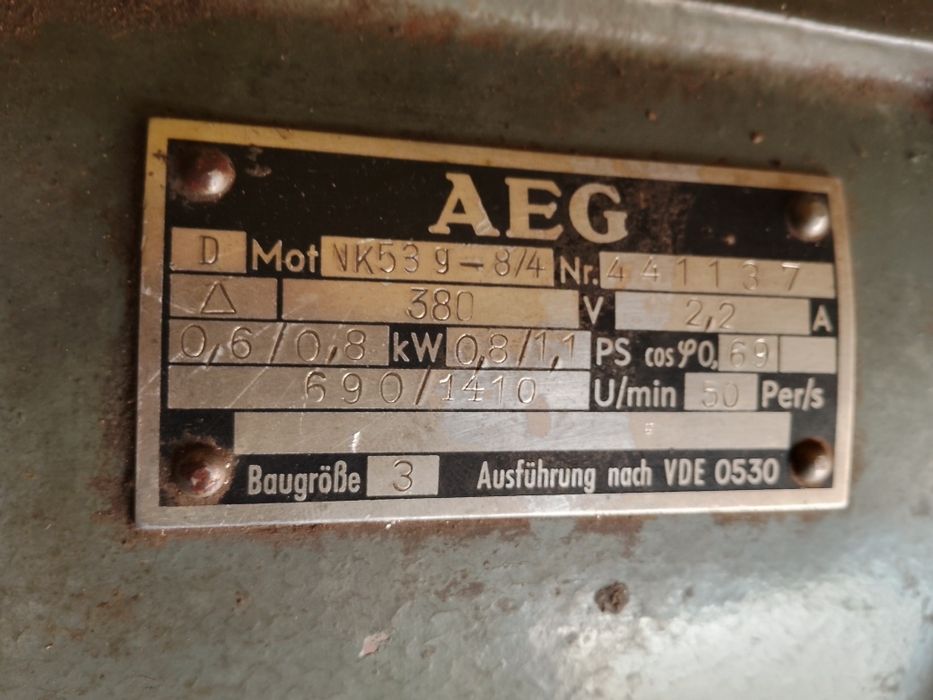 AEG
D Mot NK53 g-8/4 Nr. 441137
△ 380 V 2,2 A
0,6/0,8 kW 0,8/1,1 PS cos φ 0,69
690/1410 U/min 50 Per/s
Baugröße 3 Ausführung nach VDE 0530